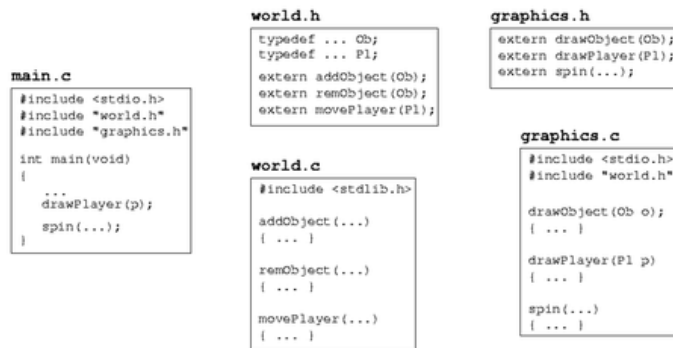 main.c
#include <stdio.h>
#include "world.h"
#include "graphics.h"
int main(void)
{
...
drawPlayer(p);
spin(...);
}
world.h
typedef ... Ob;
typedef ... Pl;
extern addObject(Ob);
extern remObject(Ob);
extern movePlayer(Pl);
world.c
#include <stdlib.h>
addObject(...)
{ ... }
remObject(...)
{ ... }
movePlayer(...)
{ ... }
graphics.h
extern drawObject(Ob);
extern drawPlayer(Pl);
extern spin(...);
graphics.c
#include <stdio.h>
#include "world.h"
drawObject(Ob o);
{ ... }
drawPlayer(Pl p)
{ ... }
spin(...)
{ ... }